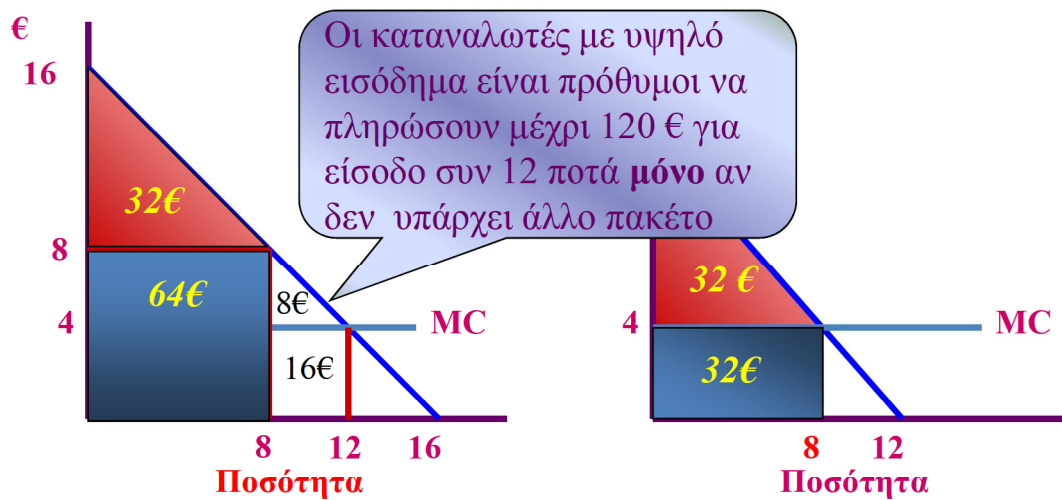 €
16
Οι καταναλωτές με υψηλό
εισόδημα είναι πρόθυμοι να
πληρώσουν μέχρι 120 € για
είσοδο συν 12 ποτά μόνο αν
δεν υπάρχει άλλο πακέτο
32€
8
64€
8€
4
MC
16€
8
12
16
Ποσότητα
32 €
4
MC
32€
8
12
Ποσότητα